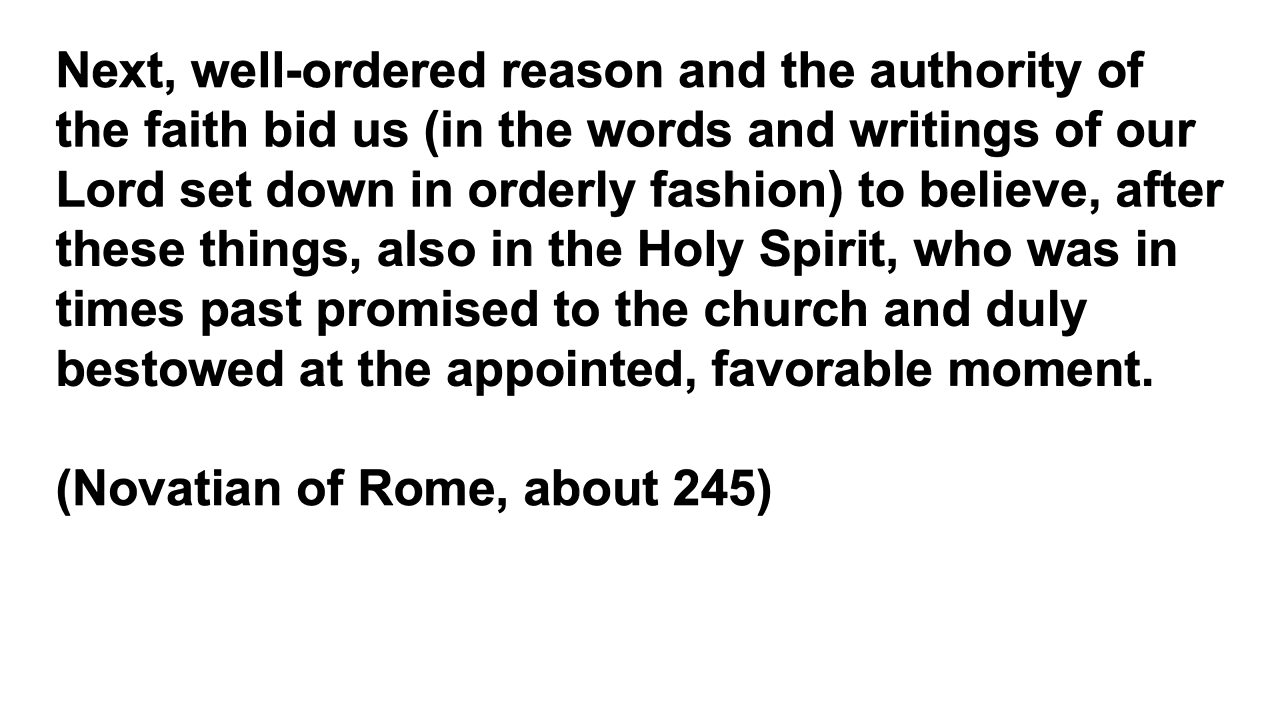 Next, well-ordered reason and the authority of
the faith bid us (in the words and writings of our
Lord set down in orderly fashion) to believe, after
these things, also in the Holy Spirit, who was in
times past promised to the church and duly
bestowed at the appointed, favorable moment.
(Novatian of Rome, about 245)